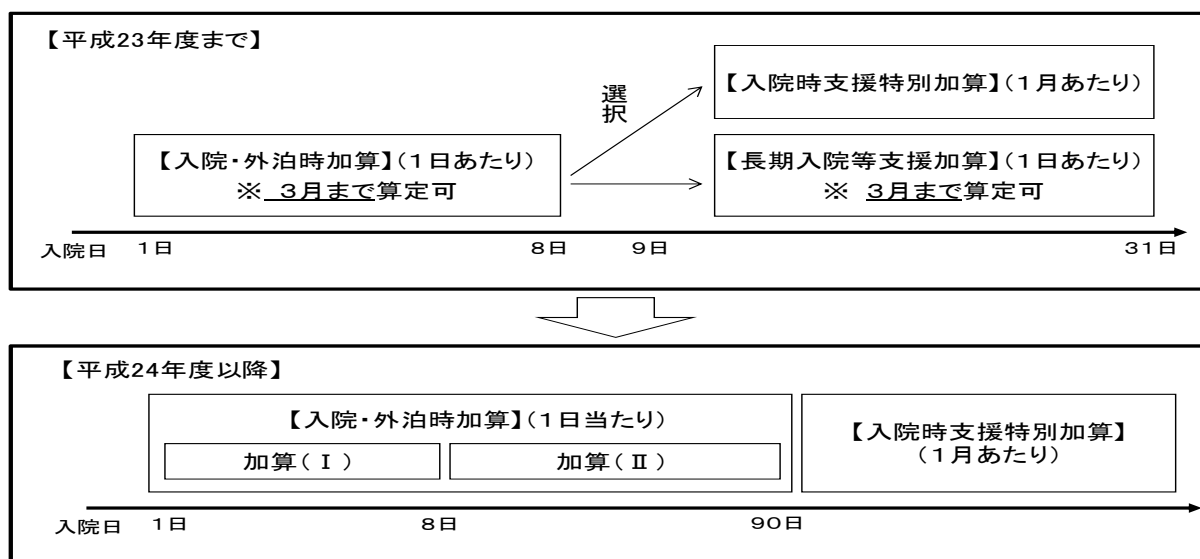 【平成23年度まで】
選択
【入院時支援特別加算】(1月あたり)
【入院・外泊時加算】(1日あたり)
※ 3月まで算定可
【長期入院等支援加算】(1日あたり)
※ 3月まで算定可
入院日 1日 8日 9日 31日
【平成24年度以降】
【入院・外泊時加算】(1日当たり)
加算(Ⅰ) 加算(Ⅱ)
【入院時支援特別加算】
(1月あたり)
入院日 1日 8日 90日